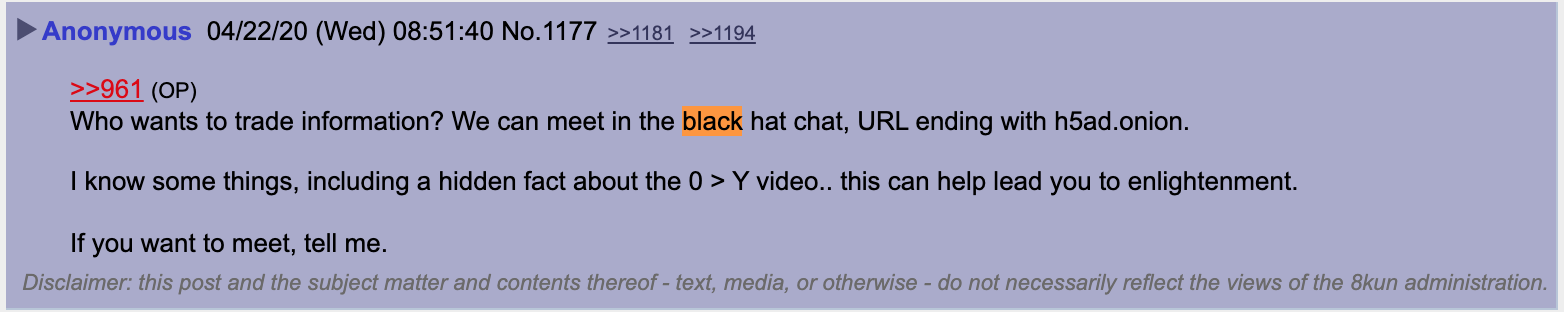 ▶ Anonymous 04/22/20 (Wed) 08:51:40 No.1177 >>1181 >>1194
>>961 (OP)
Who wants to trade information? We can meet in the black hat chat, URL ending with h5ad.onion.
I know some things, including a hidden fact about the 0 > Y video.. this can help lead you to enlightenment.
If you want to meet, tell me.
Disclaimer: this post and the subject matter and contents thereof - text, media, or otherwise - do not necessarily reflect the views of the 8kun administration.